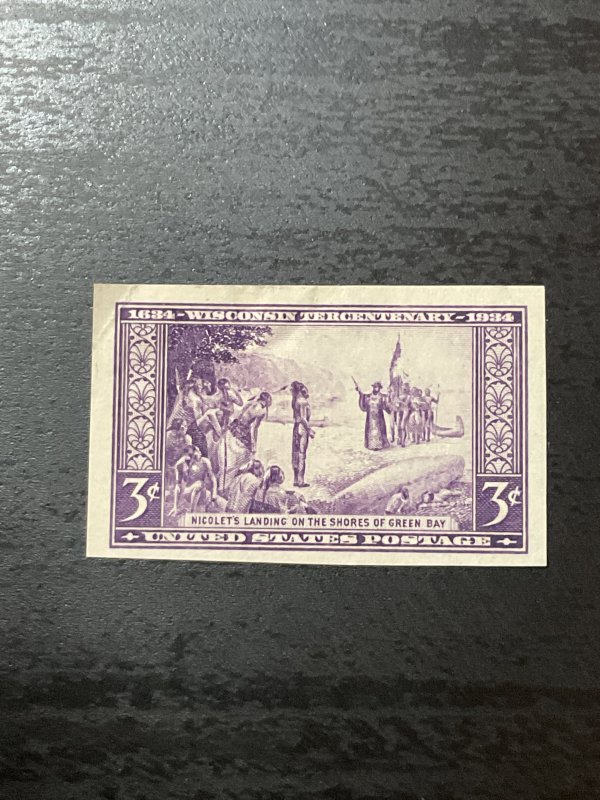 1634-WISCONSIN TERCENTENARY-1934
3¢ 3¢
NICOLET'S LANDING ON THE SHORES OF GREEN BAY
UNITED STATES POSTAGE